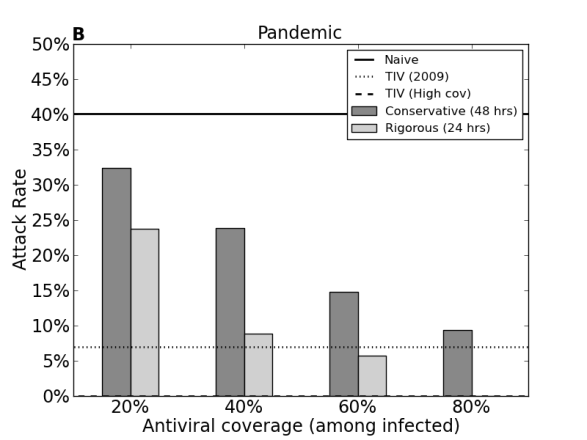 B
Pandemic
50%
45%
40%
35%
30%
25%
20%
15%
10%
5%
0%
Attack Rate
Naive
TIV (2009)
TIV (High cov)
Conservative (48 hrs)
Rigorous (24 hrs)
20% 40% 60% 80%
Antiviral coverage (among infected)